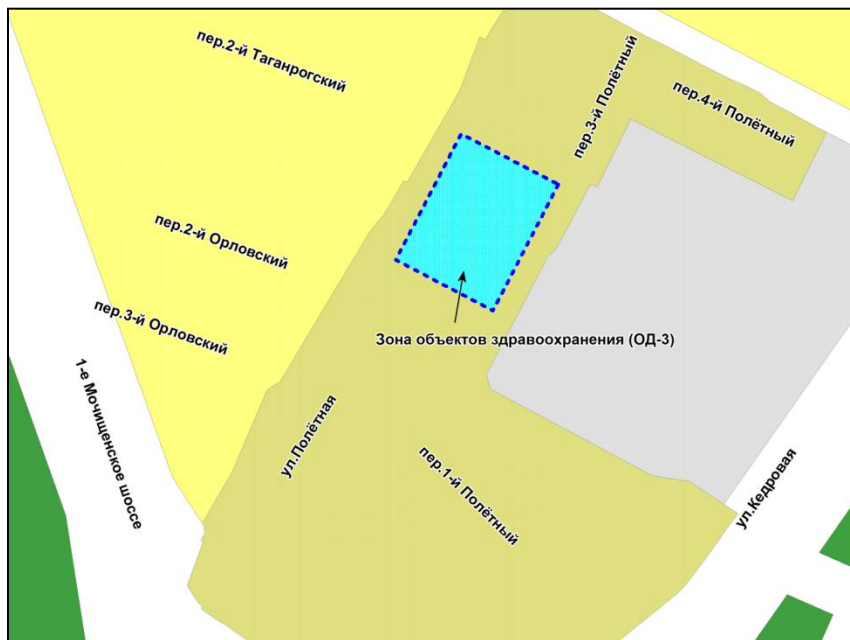 пер.2-й Таганрогский
пер.3-й Полётный
пер.4-й Полётный
пер.2-й Орловский
пер.3-й Орловский
Зона объектов здравоохранения (ОД-3)
1-е Мочищенское шоссе
ул.Полётная
пер.1-й Полётный
ул.Кедровая